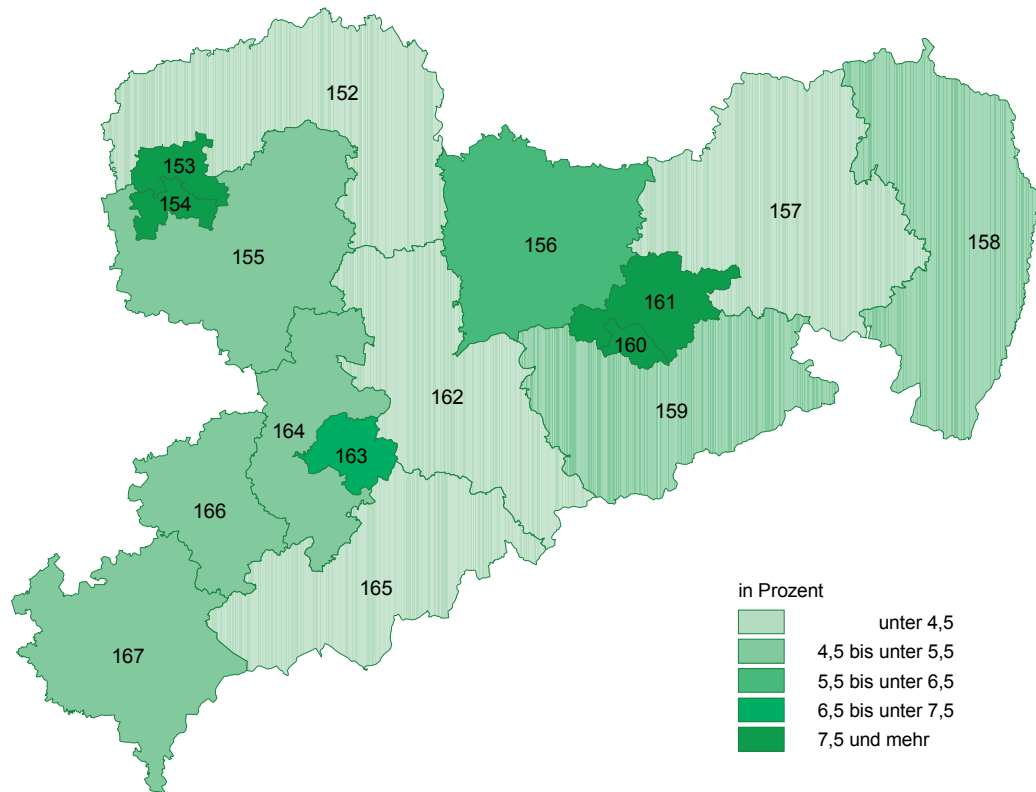 152
153
154
155
156
157
158
161
160
162
159
164
163
166
165
167
in Prozent
unter 4,5
4,5 bis unter 5,5
5,5 bis unter 6,5
6,5 bis unter 7,5
7,5 und mehr